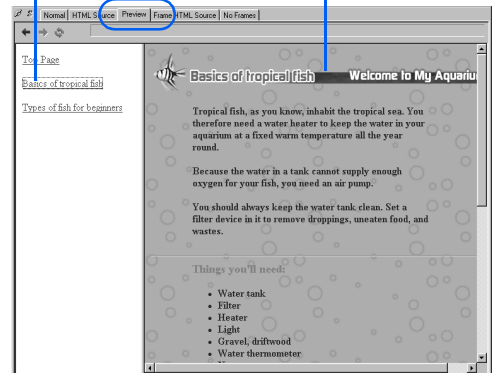 Normal HTML Source Preview Frame HTML Source No Frames
Top Page
Basics of tropical fish
Types of fish for beginners
Basics of tropical fish Welcome to My Aquariu
Tropical fish, as you know, inhabit the tropical sea. You
therefore need a water heater to keep the water in your
aquarium at a fixed warm temperature all the year
round.
Because the water in a tank cannot supply enough
oxygen for your fish, you need an air pump.
You should always keep the water tank clean. Set a
filter device in it to remove droppings, uneaten food, and
wastes.
Things you'll need:
• Water tank
• Filter
• Heater
• Light
• Gravel, driftwood
• Water thermometer